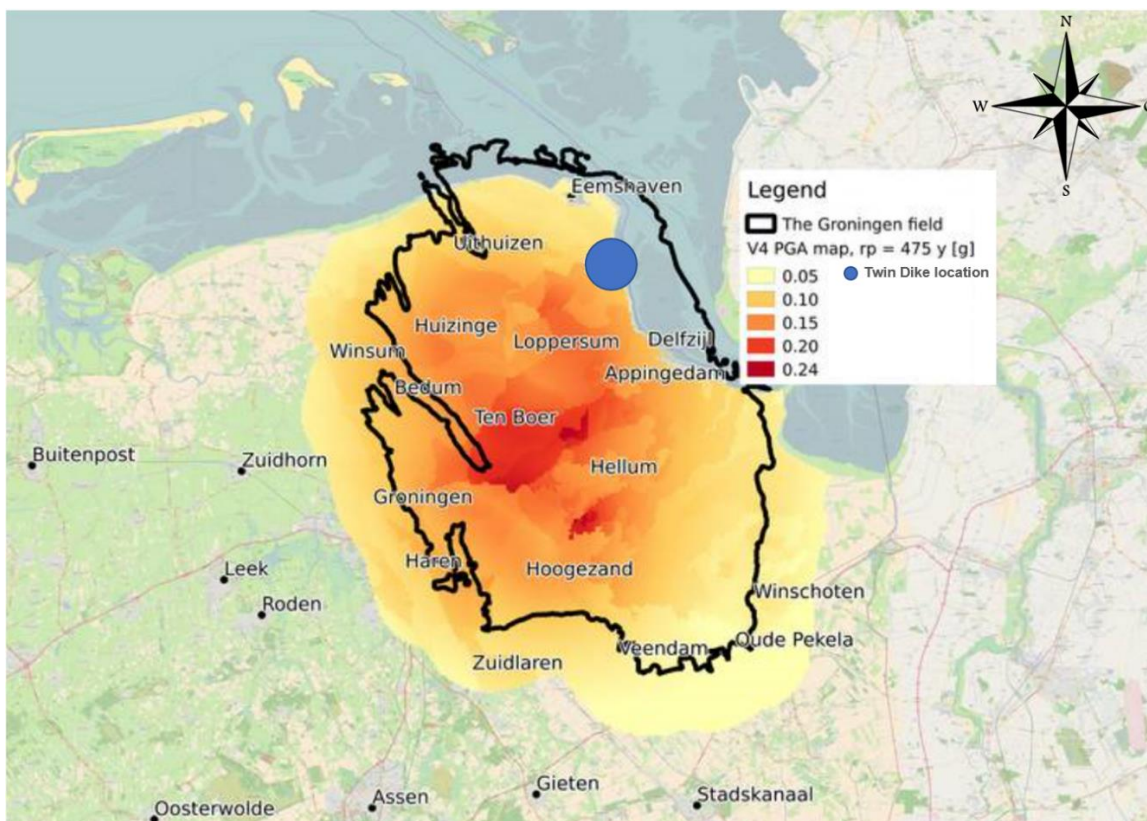 N
W
S
Eemshaven
Legend
The Groningen field
V4 PGA map, rp = 475 y [g]
0.05
Twin Dike location
0.10
0.15
0.20
0.24
Uithuizen
Huizinge
Loppersum
Delfzijl
Winsum
Appingedam
Bedum
Ten Boer
Buitenpost
Zuidhorn
Hellum
Groningen
Haren
Hoogezand
Leek
Winschoten
Roden
Oude Pekela
Veendam
Zuidlaren
Gieten
Stadskanaal
Assen
Oosterwolde